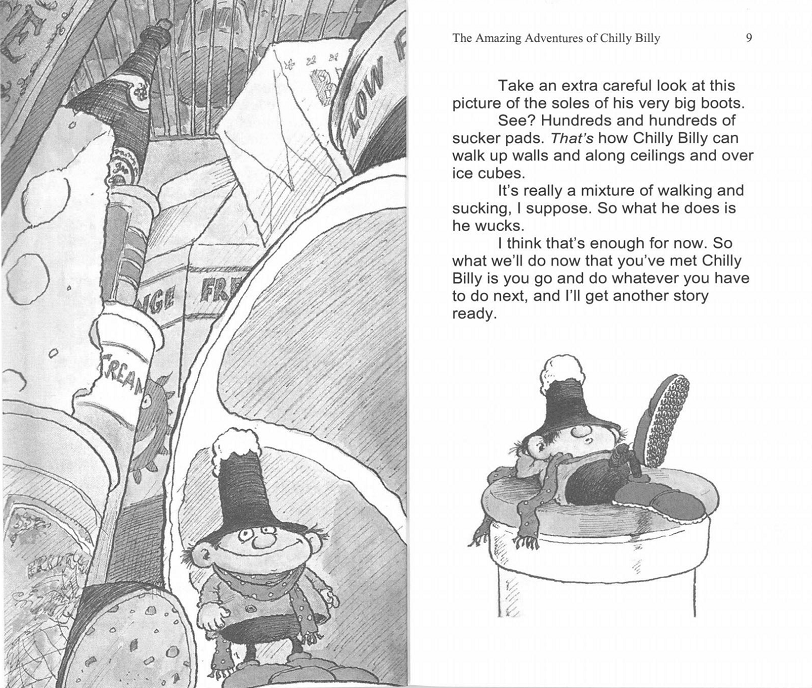 LOW F
NGE
FRE
CREAM
The Amazing Adventures of Chilly Billy 9
Take an extra careful look at this
picture of the soles of his very big boots.
See? Hundreds and hundreds of
sucker pads. That's how Chilly Billy can
walk up walls and along ceilings and over
ice cubes.
It's really a mixture of walking and
sucking, I suppose. So what he does is
he wucks.
I think that's enough for now. So
what we'll do now that you've met Chilly
Billy is you go and do whatever you have
to do next, and I'll get another story
ready.